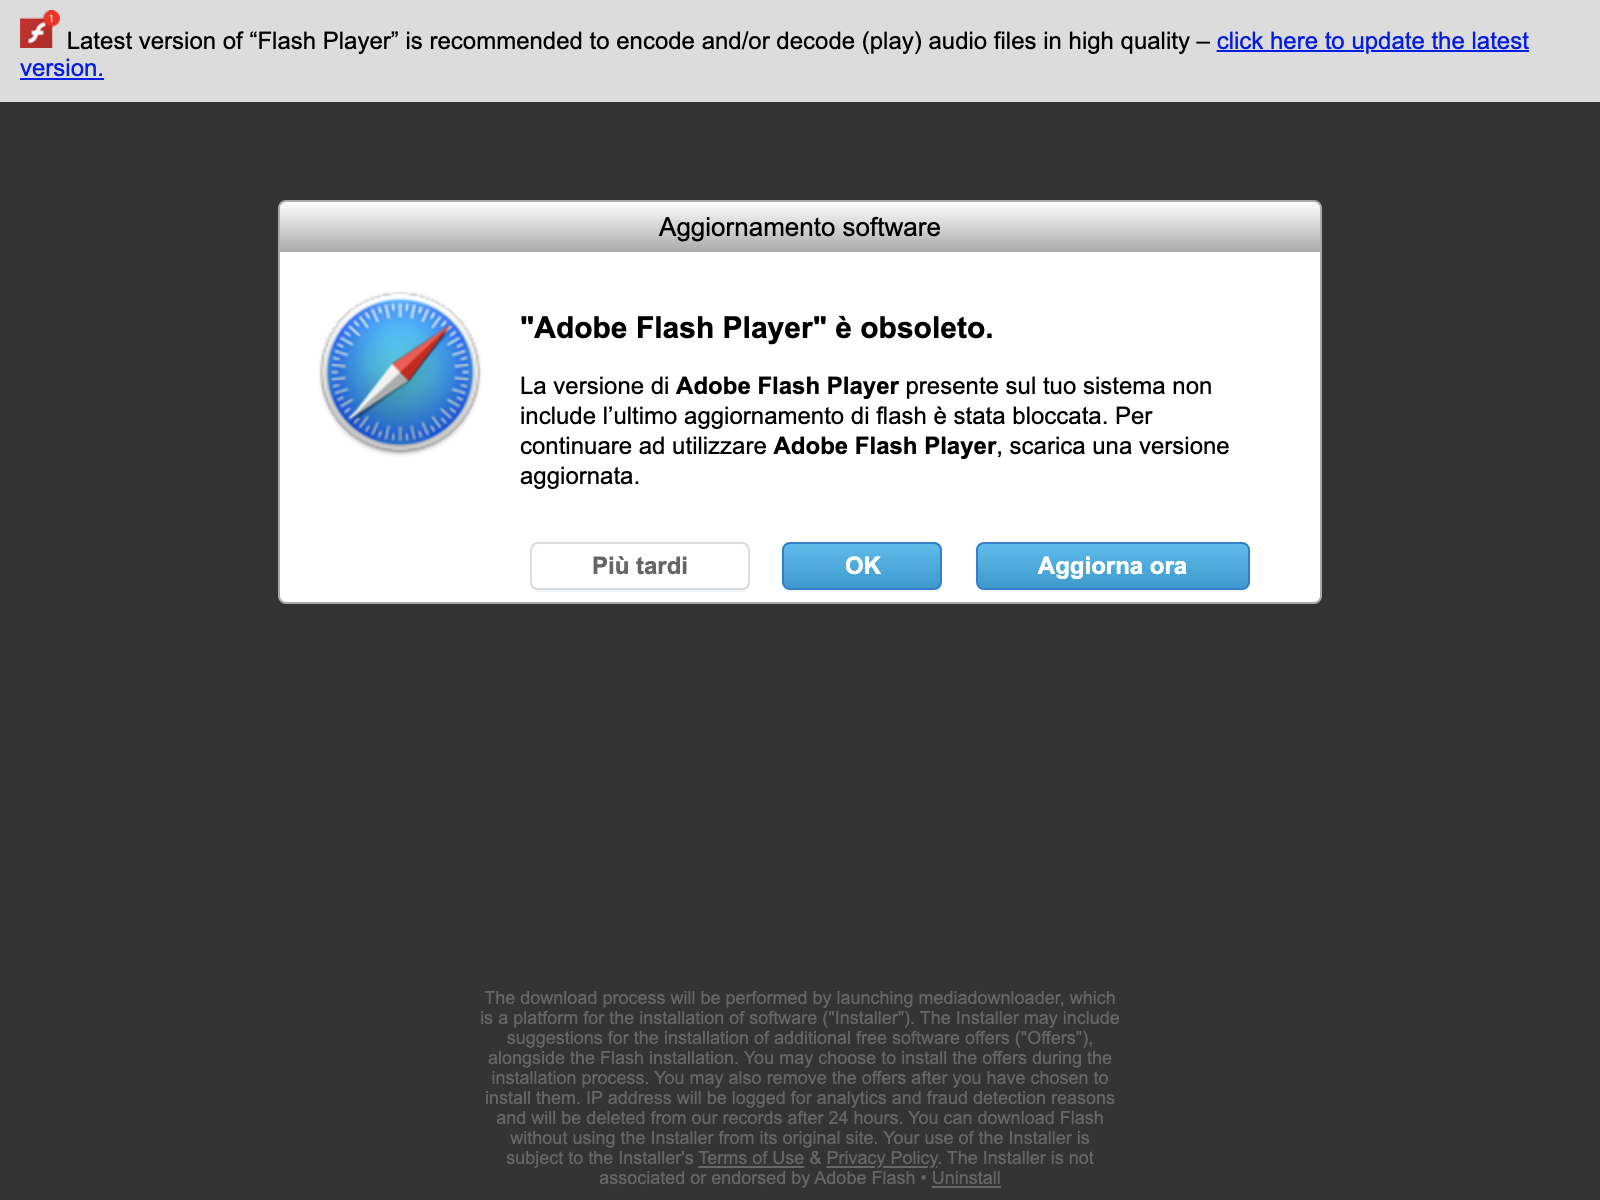 1
Latest version of “Flash Player” is recommended to encode and/or decode (play) audio files in high quality – click here to update the latest
version.
Aggiornamento software
"Adobe Flash Player" è obsoleto.
La versione di Adobe Flash Player presente sul tuo sistema non
include l’ultimo aggiornamento di flash è stata bloccata. Per
continuare ad utilizzare Adobe Flash Player, scarica una versione
aggiornata.
Più tardi
OK
Aggiorna ora
The download process will be performed by launching mediadownloader, which
is a platform for the installation of software ("Installer"). The Installer may include
suggestions for the installation of additional free software offers ("Offers"),
alongside the Flash installation. You may choose to install the offers during the
installation process. You may also remove the offers after you have chosen to
install them. IP address will be logged for analytics and fraud detection reasons
and will be deleted from our records after 24 hours. You can download Flash
without using the Installer from its original site. Your use of the Installer is
subject to the Installer's Terms of Use & Privacy Policy. The Installer is not
associated or endorsed by Adobe Flash • Uninstall